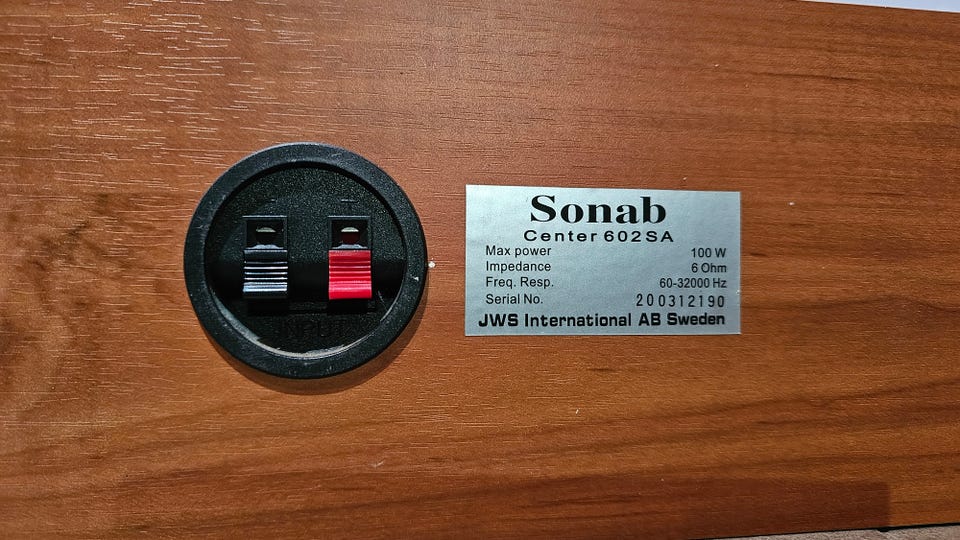 INPUT
Sonab
Center 602SA
Max power 100 W
Impedance 6 Ohm
Freq. Resp. 60-32000 Hz
Serial No. 200312190
JWS International AB Sweden